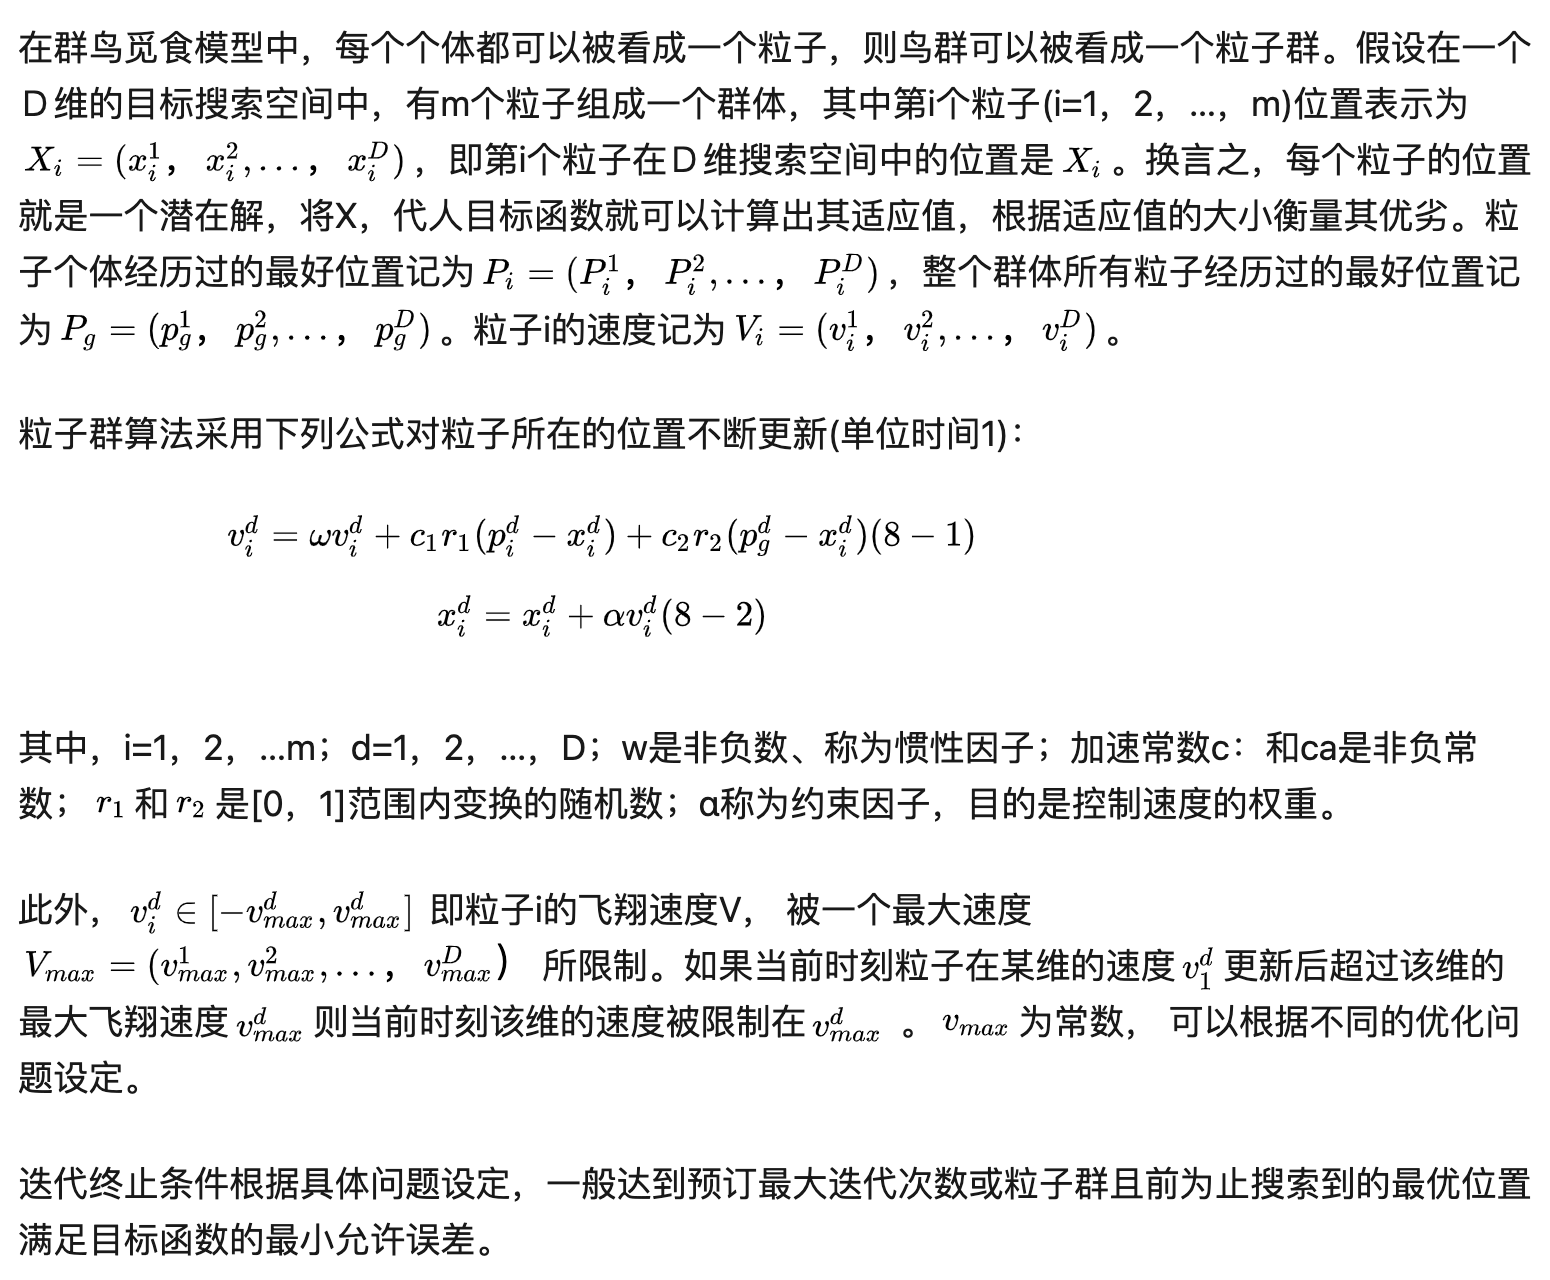 在群鸟觅食模型中，每个个体都可以被看成一个粒子，则鸟群可以被看成一个粒子群。假设在一个
D维的目标搜索空间中，有m个粒子组成一个群体，其中第i个粒子(i=1，2，...，m)位置表示为
$X_i = (x_i^1，x_i^2, \ldots，x_i^D)$，即第i个粒子在D维搜索空间中的位置是 $X_i$ 。换言之，每个粒子的位置
就是一个潜在解，将X，代人目标函数就可以计算出其适应值，根据适应值的大小衡量其优劣。粒
子个体经历过的最好位置记为 $P_i = (P_i^1，P_i^2, \ldots，P_i^D)$，整个群体所有粒子经历过的最好位置记
为 $P_g = (p_g^1，p_g^2, \ldots，p_g^D)$ 。粒子i的速度记为 $V_i = (v_i^1，v_i^2, \ldots，v_i^D)$ 。
粒子群算法采用下列公式对粒子所在的位置不断更新(单位时间1)：
$v_i^d = \omega v_i^d + c_1 r_1 (p_i^d - x_i^d) + c_2 r_2 (p_g^d - x_i^d)(8-1)$
$x_i^d = x_i^d + \alpha v_i^d (8-2)$
其中，i=1，2，...m；d=1，2，...，D；w是非负数、称为惯性因子；加速常数c：和ca是非负常
数； $r_1$ 和 $r_2$ 是[0，1]范围内变换的随机数；α称为约束因子，目的是控制速度的权重。
此外， $v_i^d \in [-v_{max}^d, v_{max}^d]$ 即粒子i的飞翔速度V， 被一个最大速度
$V_{max} = (v_{max}^1, v_{max}^2, \ldots，v_{max}^D)$ 所限制。如果当前时刻粒子在某维的速度 $v_1^d$ 更新后超过该维的
最大飞翔速度 $v_{max}^d$ 则当前时刻该维的速度被限制在 $v_{max}^d$ 。 $v_{max}$ 为常数， 可以根据不同的优化问
题设定。
迭代终止条件根据具体问题设定，一般达到预订最大迭代次数或粒子群且前为止搜索到的最优位置
满足目标函数的最小允许误差。